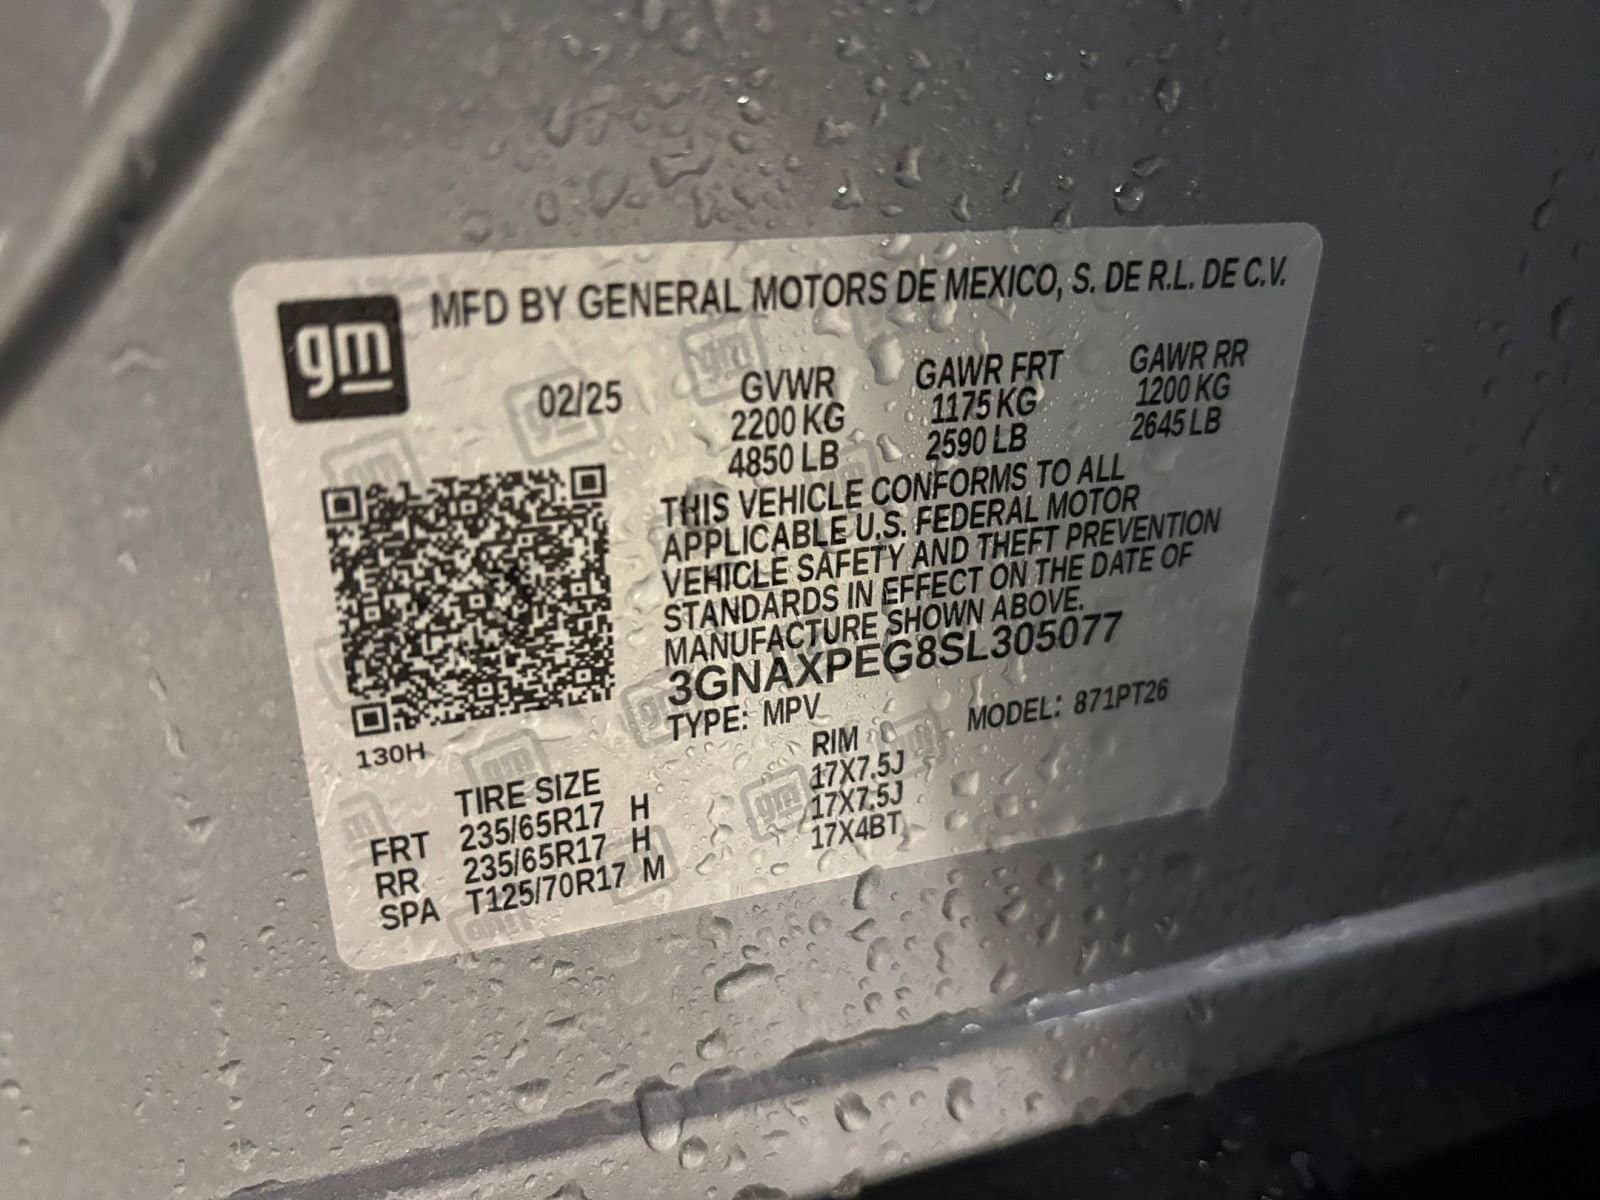 gm
MFD BY GENERAL MOTORS DE MEXICO, S. DE R.L. DE C.V.
02/25
GVWR GAWR FRT GAWR RR
2200 KG 1175 KG 1200 KG
4850 LB 2590 LB 2645 LB
THIS VEHICLE CONFORMS TO ALL
APPLICABLE U.S. FEDERAL MOTOR
VEHICLE SAFETY AND THEFT PREVENTION
STANDARDS IN EFFECT ON THE DATE OF
MANUFACTURE SHOWN ABOVE.
3GNAXPEG8SL305077
TYPE: MPV MODEL: 871PT26
130H
TIRE SIZE RIM
FRT 235/65R17 H 17X7.5J
RR 235/65R17 H 17X7.5J
SPA T125/70R17 M 17X4BT